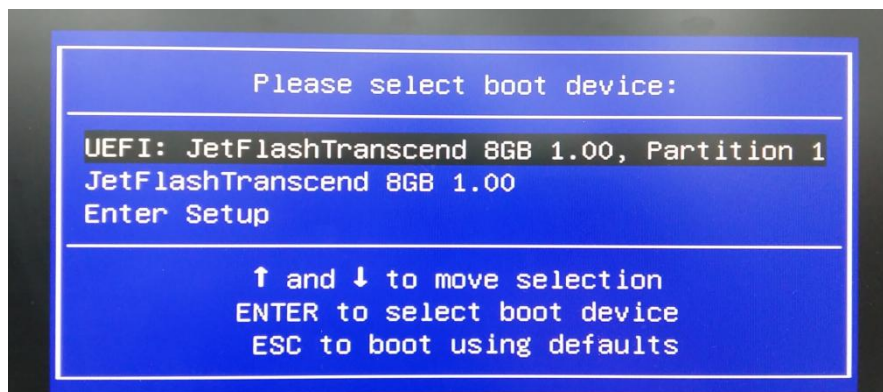 Please select boot device:
UEFI: JetFlashTranscend 8GB 1.00, Partition 1
JetFlashTranscend 8GB 1.00
Enter Setup
↑ and ↓ to move selection
ENTER to select boot device
ESC to boot using defaults